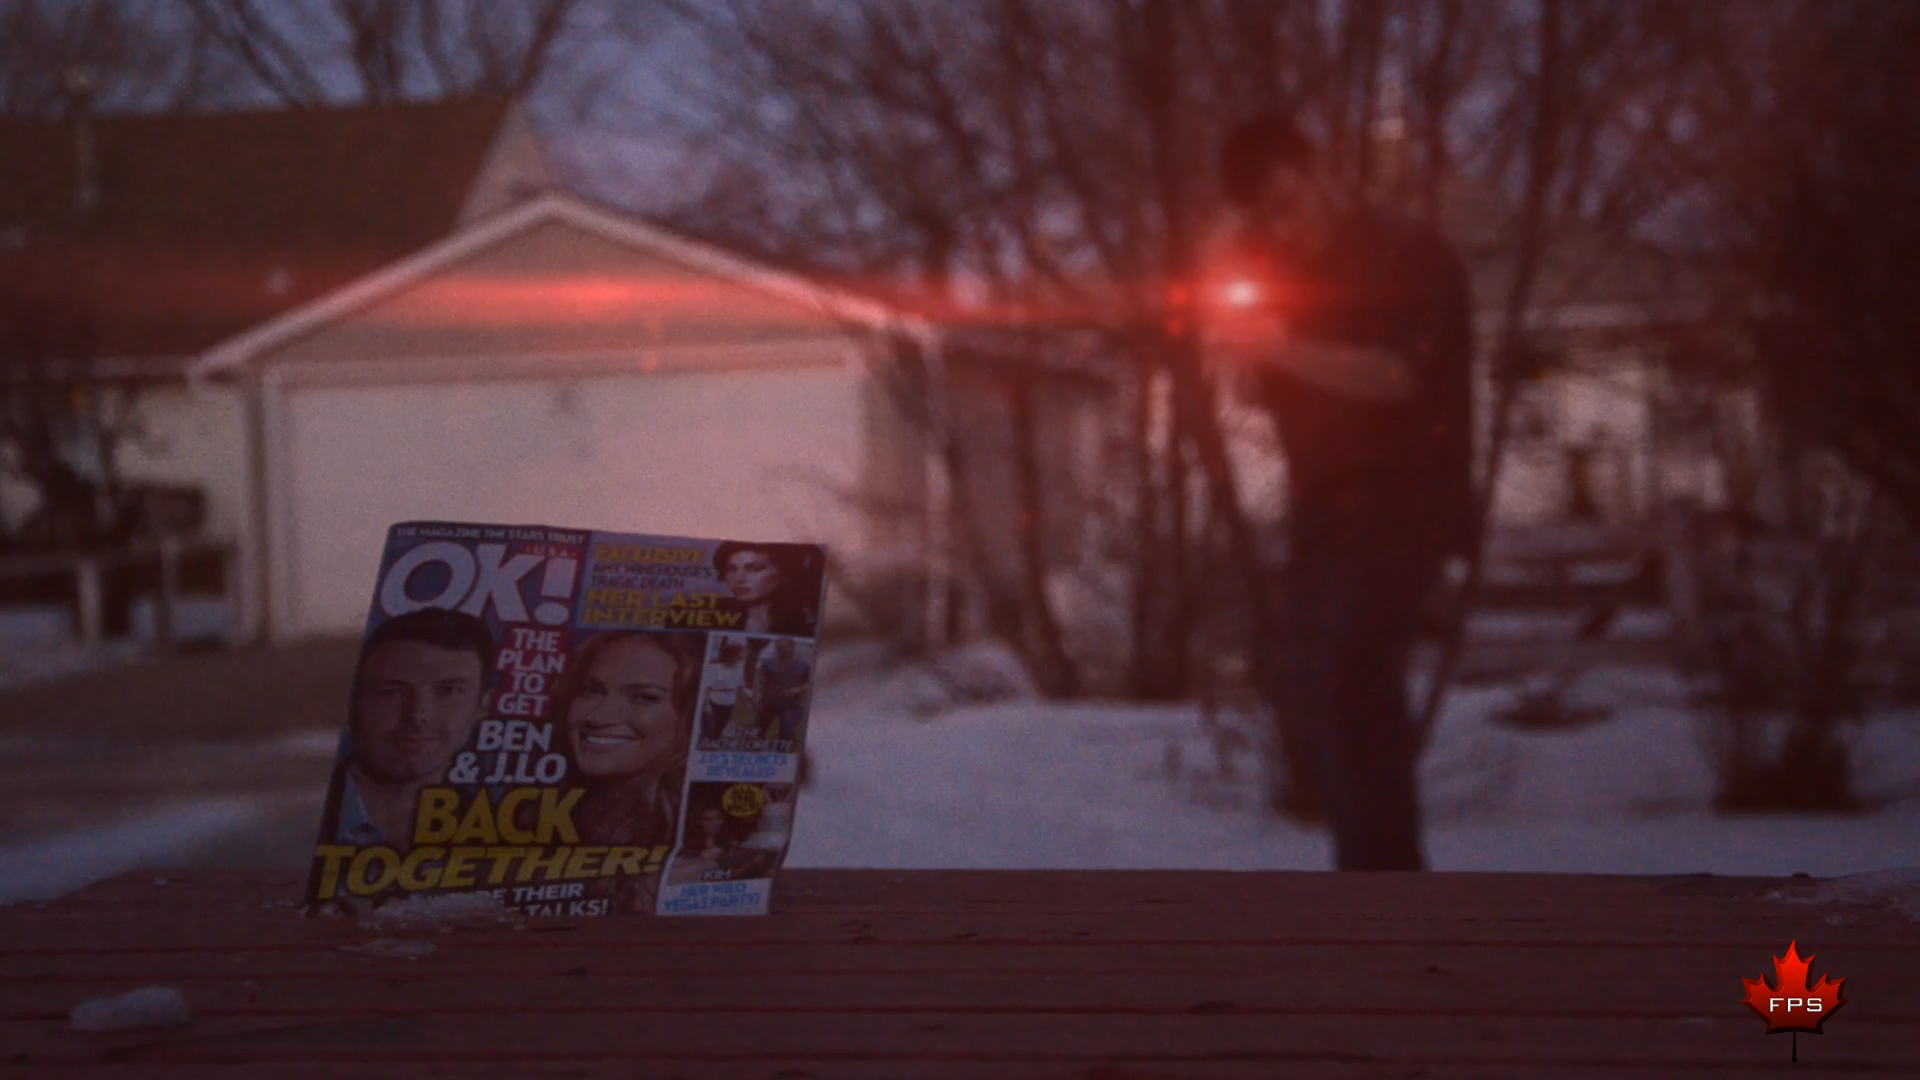 THE MAGAZINE THE STARS TRUST
OK!
USA
EXCLUSIVE
AMY WINEHOUSE'S
TRAGIC DEATH
HER LAST
INTERVIEW
THE
PLAN
TO
GET
BEN
& J.LO
BACK
TOGETHER!
THEIR
TALKS!
THE
BACHELORETTE
SECRETS
REVEALED
KIM
HER WILD
VEGAS PARTY!
FPS